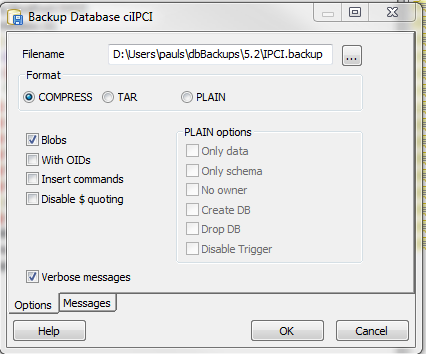 Backup Database ciIPCI
Filename D:\Users\pauls\dbBackups\5.2\IPCI.backup ...
Format
COMPRESS TAR PLAIN
Blobs
With OIDs
Insert commands
Disable $ quoting
PLAIN options
Only data
Only schema
No owner
Create DB
Drop DB
Disable Trigger
Verbose messages
Options Messages
Help OK Cancel